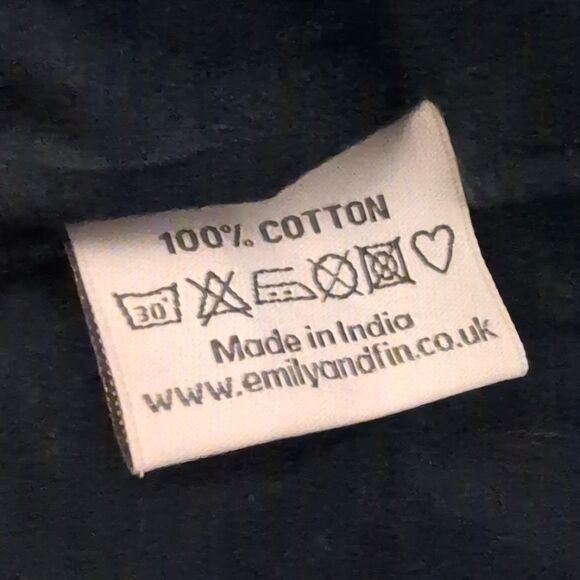 100% COTTON
30°
Made in India
www.emilyandfin.co.uk